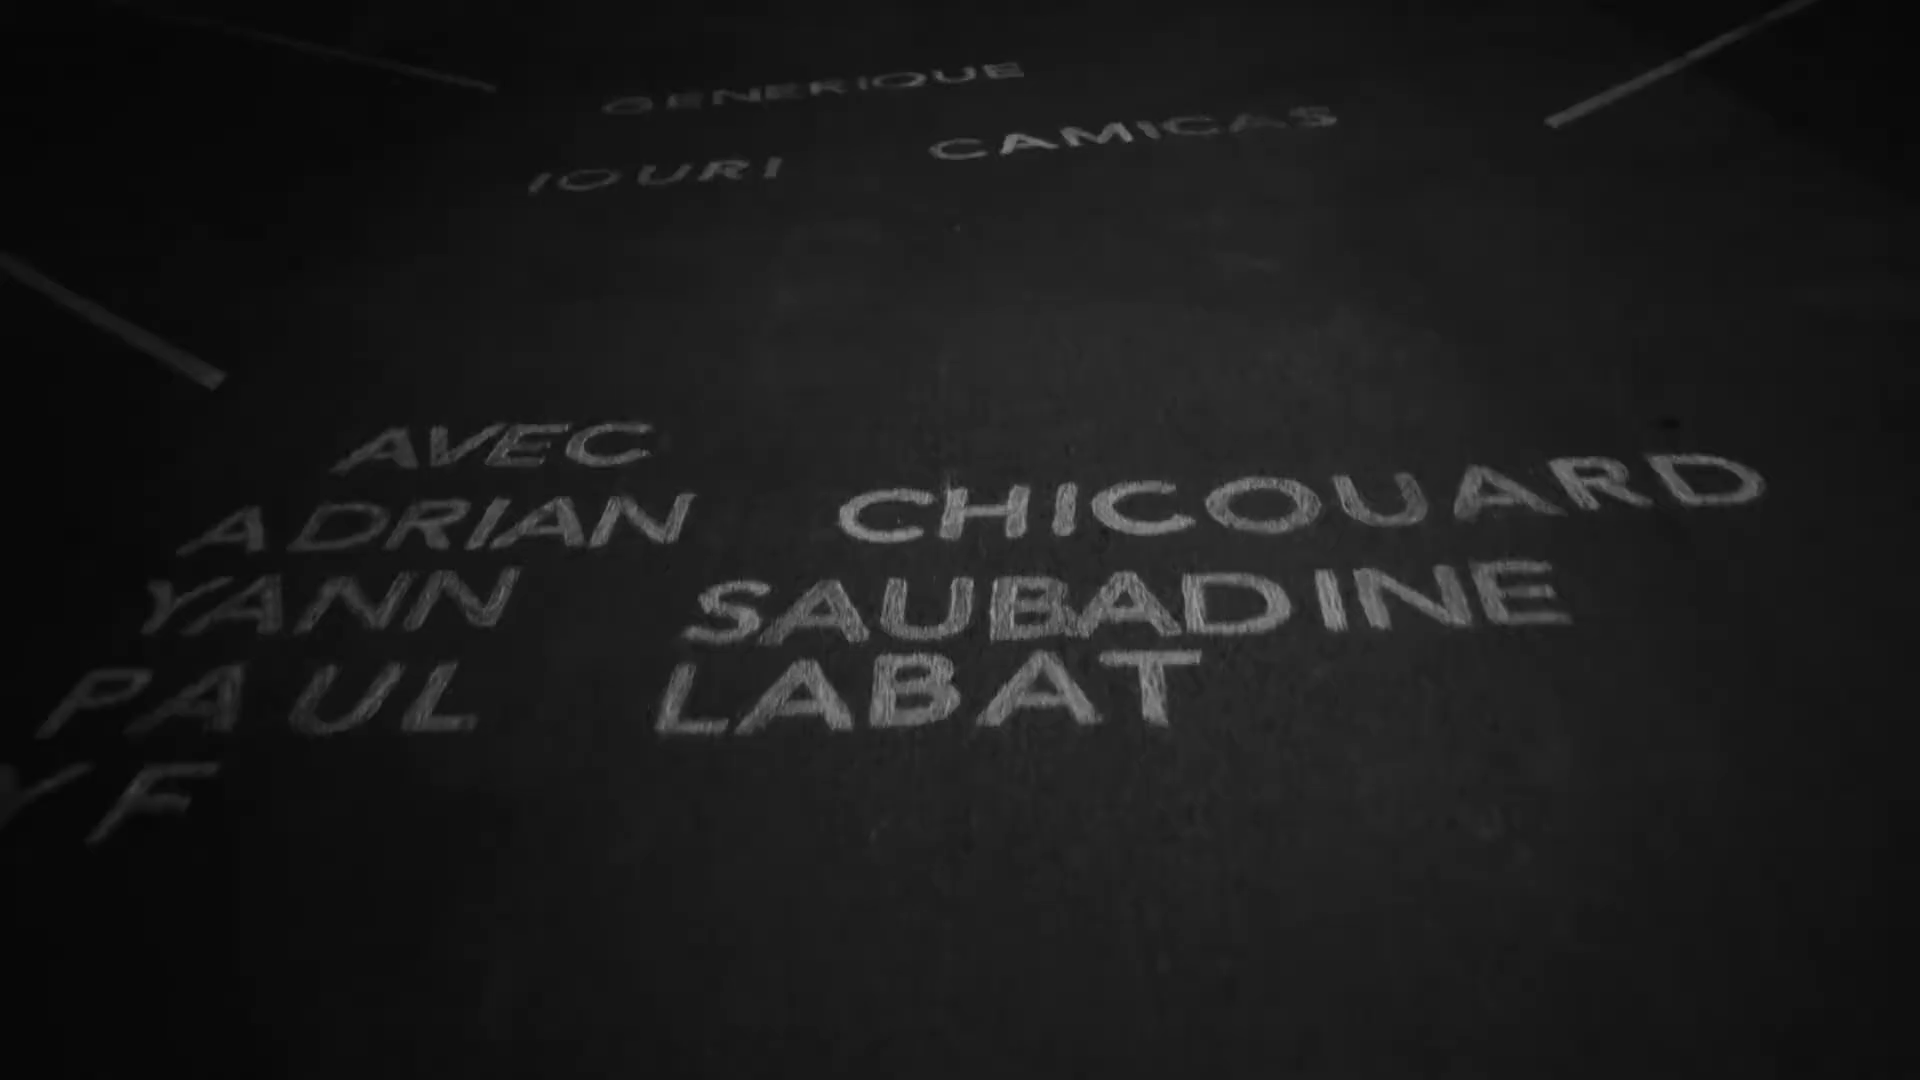 GENERIQUE
IOURI CAMICAS
AVEC
ADRIAN CHICOUARD
YANN SAUBADINE
PAUL LABAT